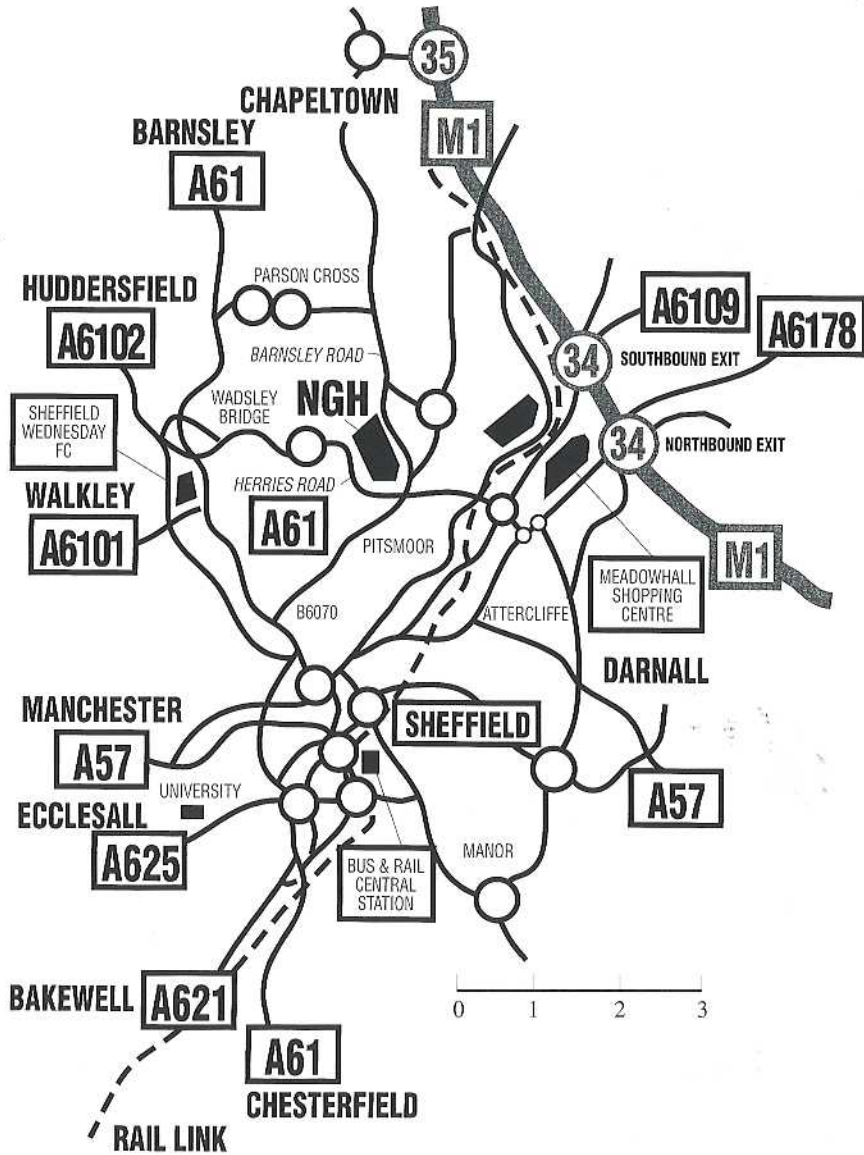 35
CHAPELTOWN
M1
BARNSLEY
A61
PARSON CROSS
HUDDERSFIELD
A6102
A6109
A6178
BARNSLEY ROAD
34
SOUTHBOUND EXIT
WADSLEY
BRIDGE
NGH
SHEFFIELD
WEDNESDAY
FC
34
NORTHBOUND EXIT
HERRIES ROAD
WALKLEY
A6101
A61
PITSMOOR
M1
MEADOWHALL
SHOPPING
CENTRE
B6070
ATTERCLIFFE
DARNALL
MANCHESTER
A57
SHEFFIELD
UNIVERSITY
ECCLESALL
A625
A57
MANOR
BUS & RAIL
CENTRAL
STATION
BAKEWELL
A621
0 1 2 3
A61
CHESTERFIELD
RAIL LINK